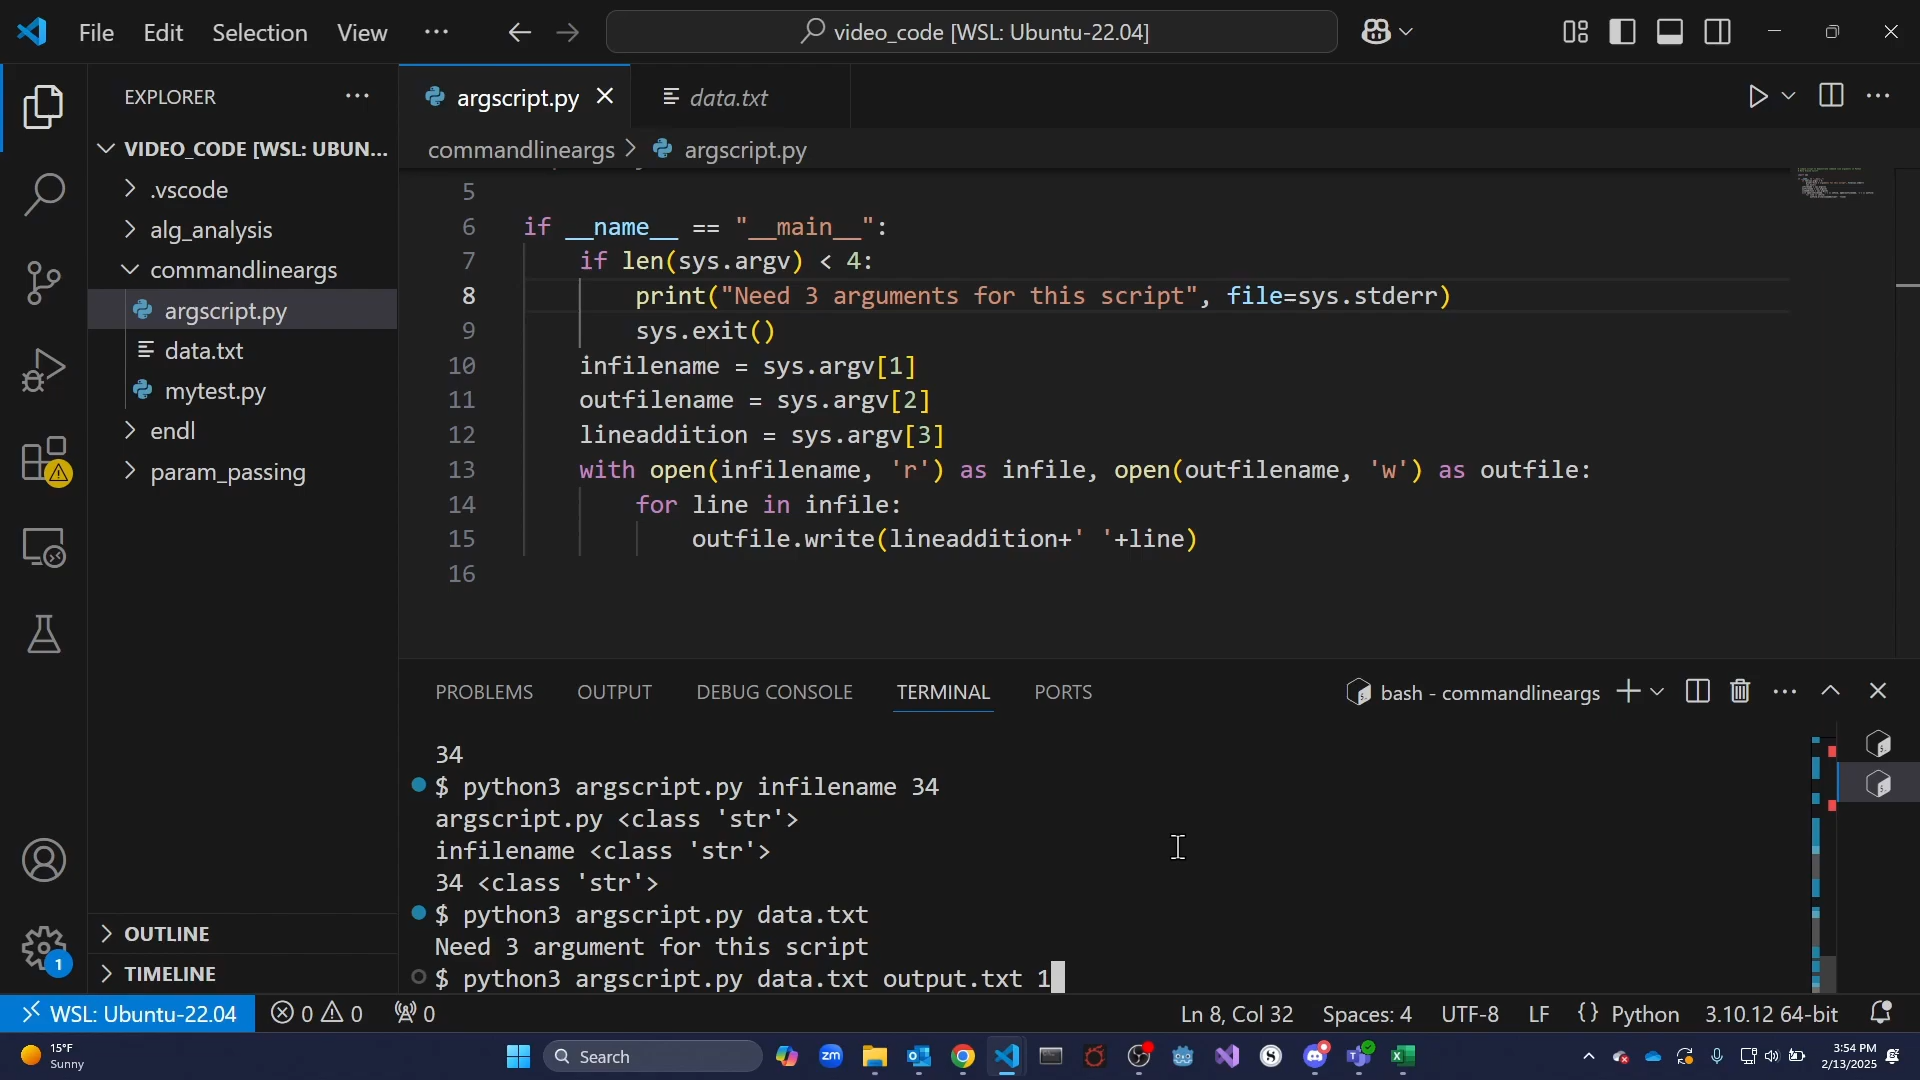 File Edit Selection View ··· video_code [WSL: Ubuntu-22.04]
EXPLORER ···
VIDEO_CODE [WSL: UBUN...
.vscode
alg_analysis
commandlineargs
argscript.py
data.txt
mytest.py
endl
param_passing
OUTLINE
TIMELINE
argscript.py data.txt
commandlineargs > argscript.py
5
6 if __name__ == "__main__":
7 if len(sys.argv) < 4:
8 print("Need 3 arguments for this script", file=sys.stderr)
9 sys.exit()
10 infilename = sys.argv[1]
11 outfilename = sys.argv[2]
12 lineaddition = sys.argv[3]
13 with open(infilename, 'r') as infile, open(outfilename, 'w') as outfile:
14 for line in infile:
15 outfile.write(lineaddition+' '+line)
16
PROBLEMS OUTPUT DEBUG CONSOLE TERMINAL PORTS bash - commandlineargs
34
$ python3 argscript.py infilename 34
argscript.py <class 'str'>
infilename <class 'str'>
34 <class 'str'>
$ python3 argscript.py data.txt
Need 3 argument for this script
$ python3 argscript.py data.txt output.txt 1
1
WSL: Ubuntu-22.04 0 0 0 Ln 8, Col 32 Spaces: 4 UTF-8 LF {} Python 3.10.12 64-bit
15°F
Sunny
Search
zm
3:54 PM
2/13/2025